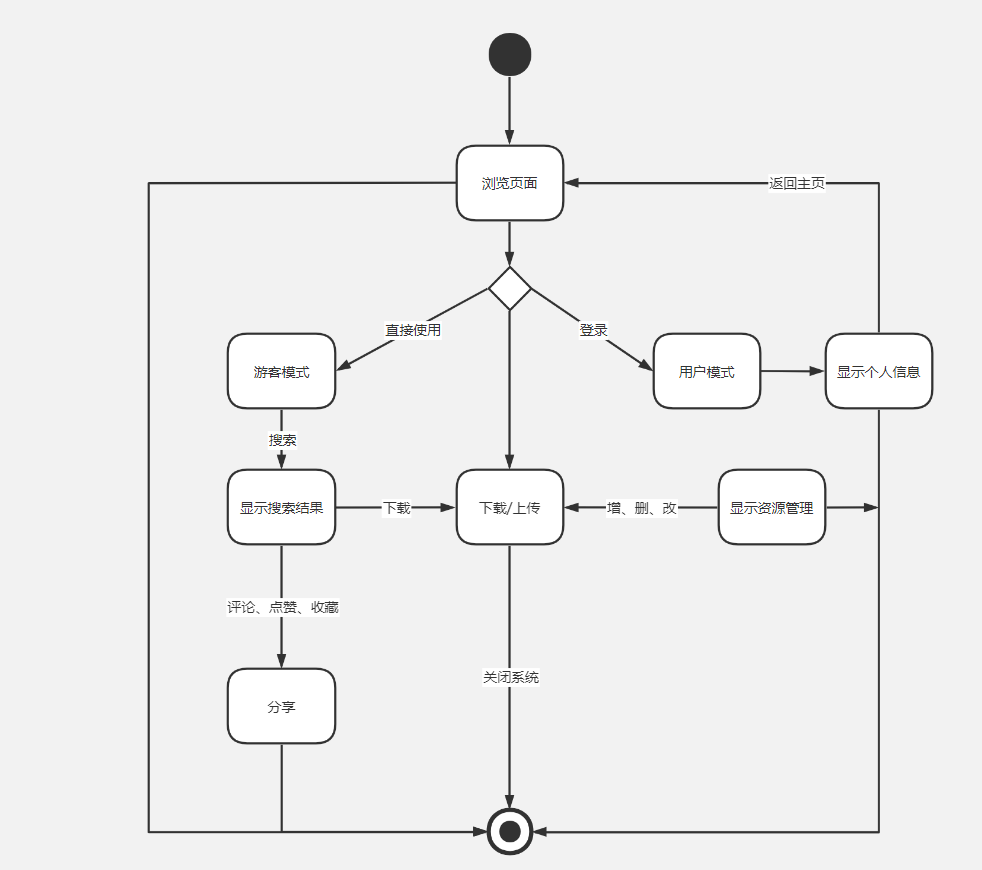 浏览页面
返回主页
直接使用
登录
游客模式
用户模式
显示个人信息
搜索
显示搜索结果
下载
下载/上传
增、删、改
显示资源管理
评论、点赞、收藏
关闭系统
分享